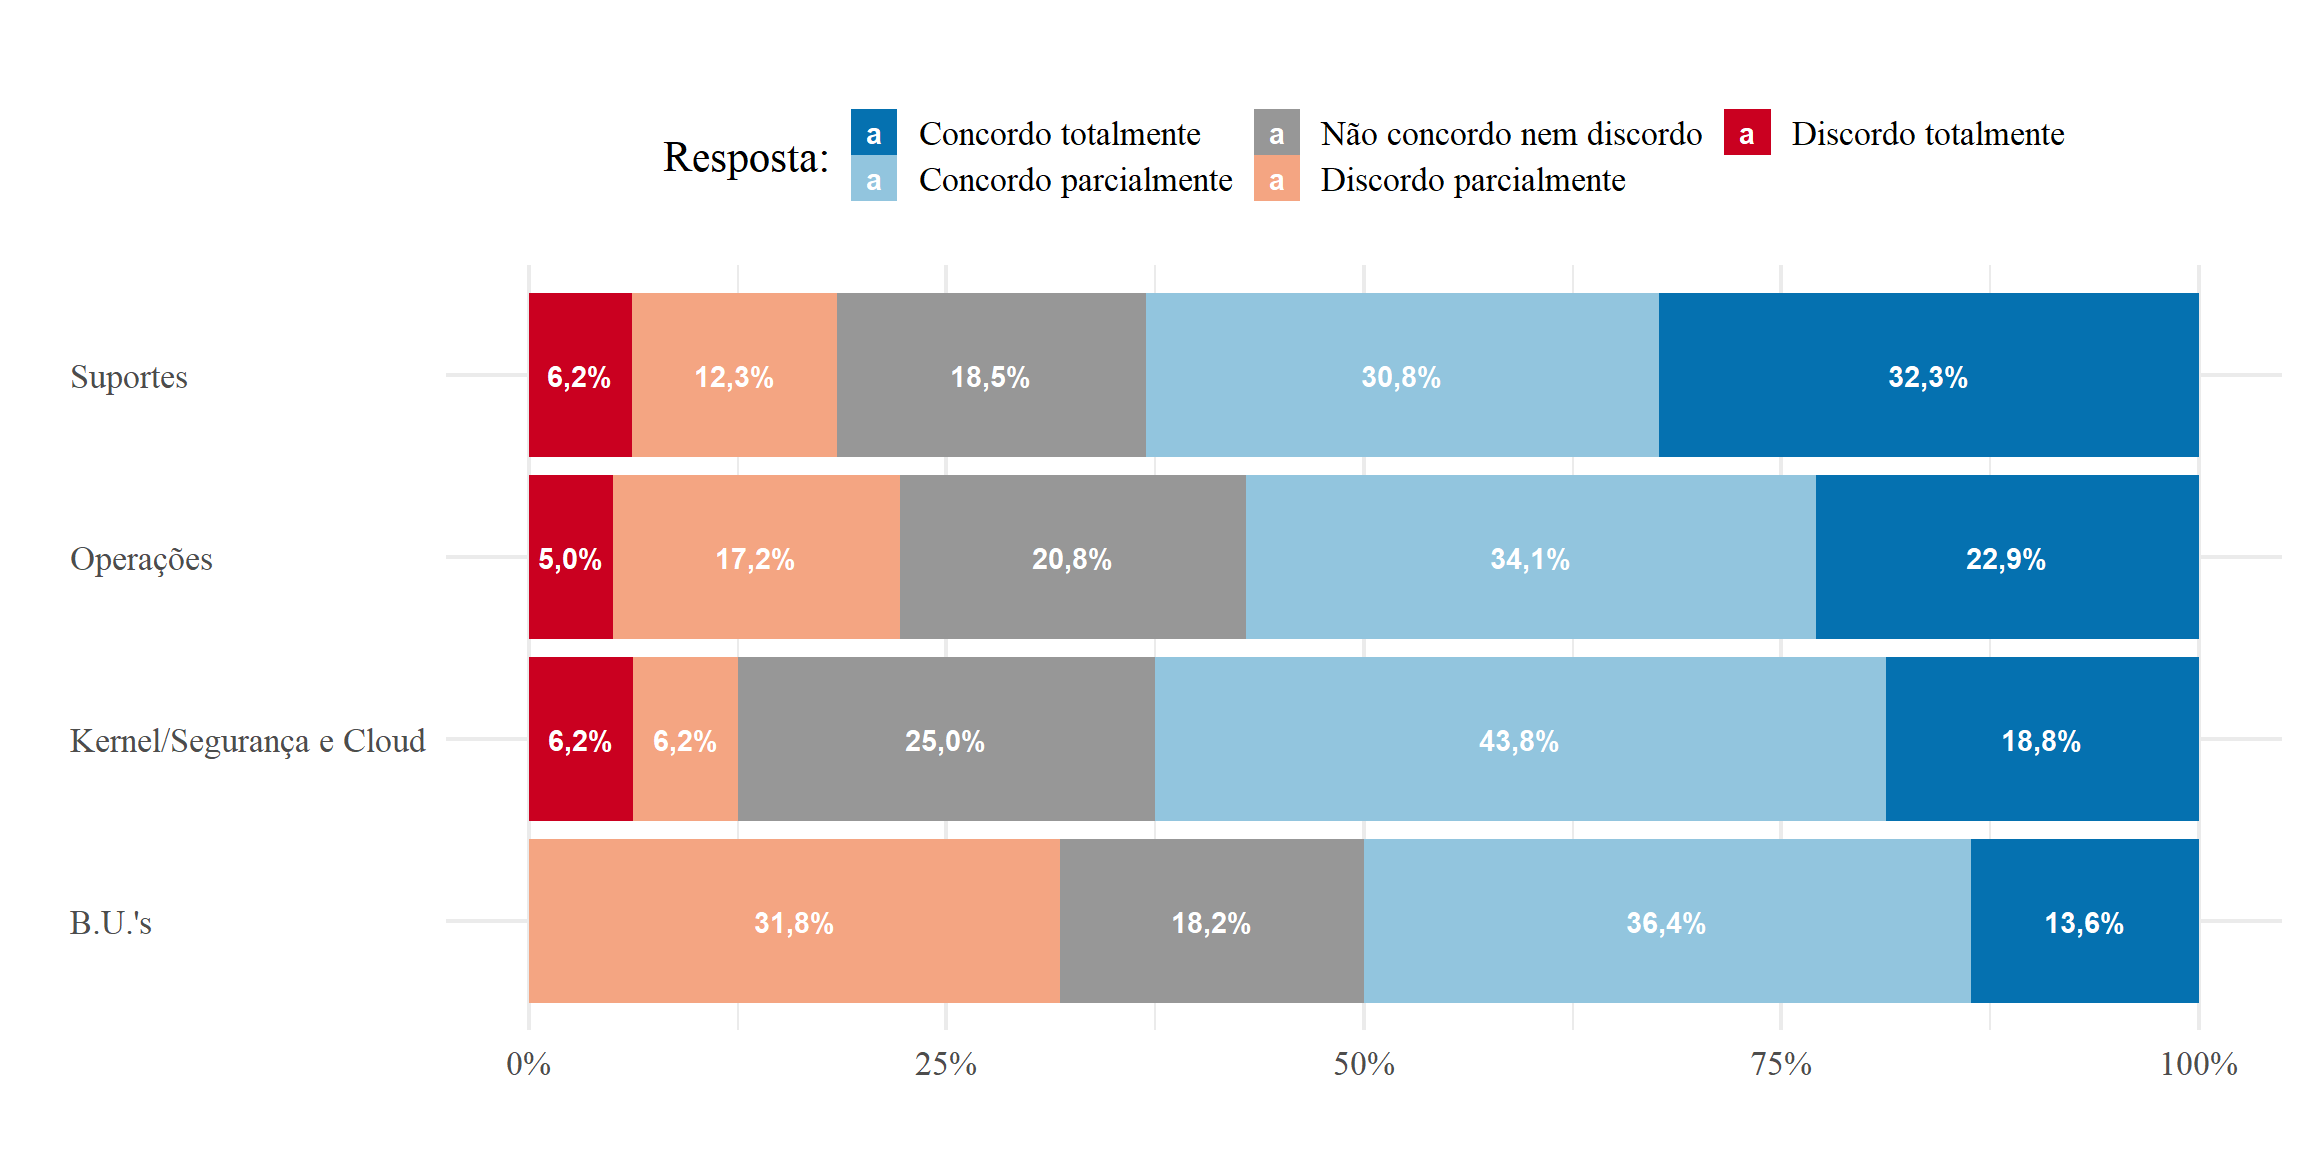 Resposta:
a Concordo totalmente
a Concordo parcialmente
a Não concordo nem discordo
a Discordo parcialmente
a Discordo totalmente
Suportes
6,2% 12,3% 18,5% 30,8% 32,3%
Operações
5,0% 17,2% 20,8% 34,1% 22,9%
Kernel/Segurança e Cloud
6,2% 6,2% 25,0% 43,8% 18,8%
B.U.'s
31,8% 18,2% 36,4% 13,6%
0% 25% 50% 75% 100%